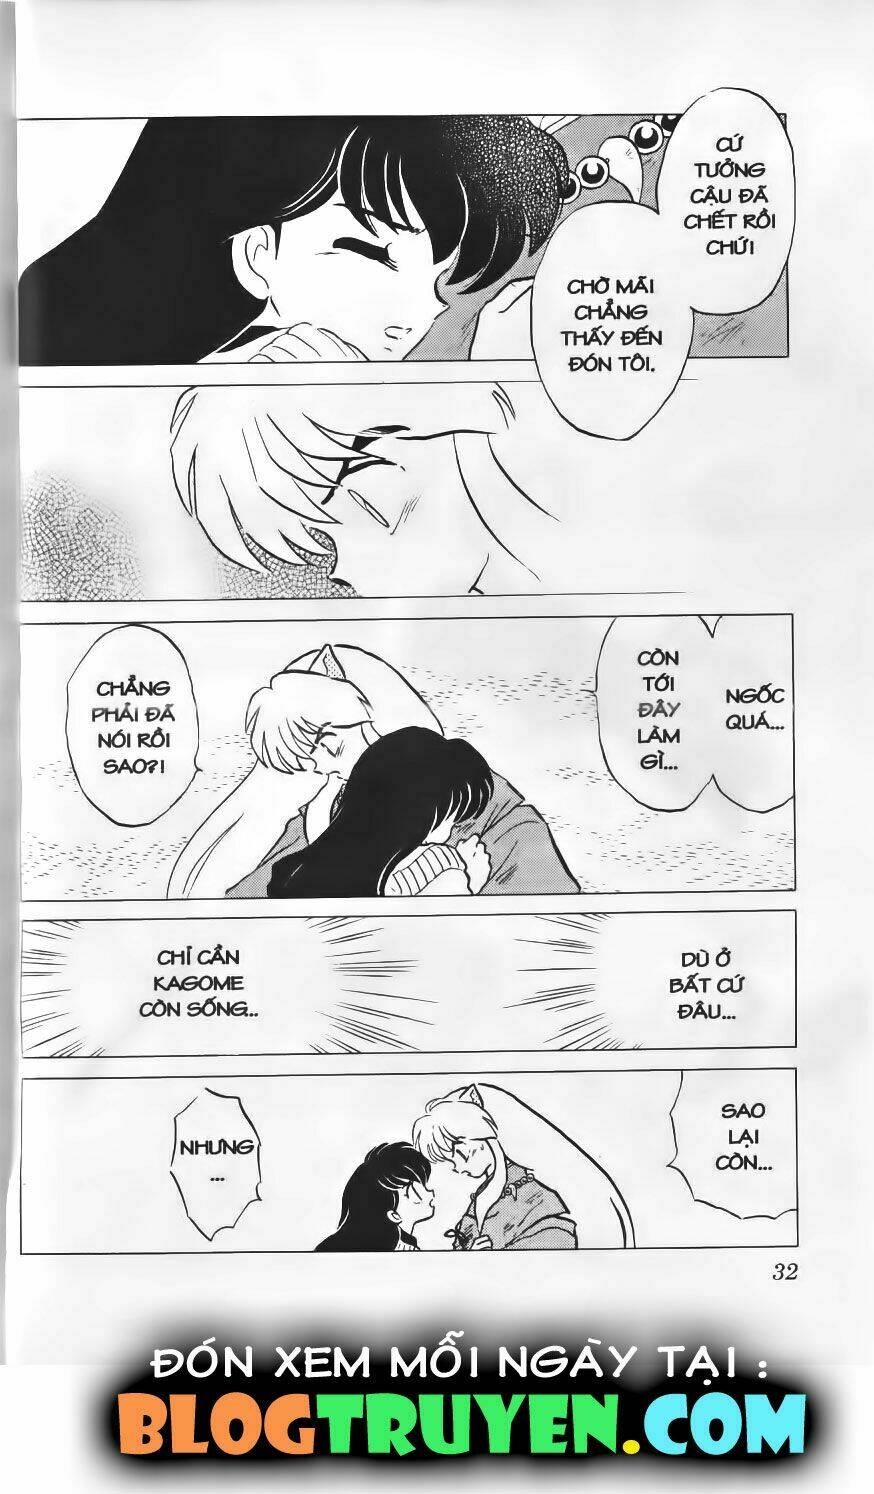 CỨ
TƯỞNG
CẬU ĐÃ
CHẾT RỒI
CHỨ!
CHỜ MÃI
CHẲNG
THẤY ĐẾN
ĐÓN TÔI.
NGỐC
QUÁ...
CÒN
TỚI
ĐÂY
LÀM
GÌ...
CHẲNG
PHẢI ĐÃ
NÓI RỒI
SAO?!
DÙ Ở
BẤT CỨ
ĐÂU...
CHỈ CẦN
KAGOME
CÒN SỐNG...
SAO
LẠI
CÒN...
NHƯNG
...
32
ĐÓN XEM MỖI NGÀY TẠI :
BLOGTRUYEN.COM